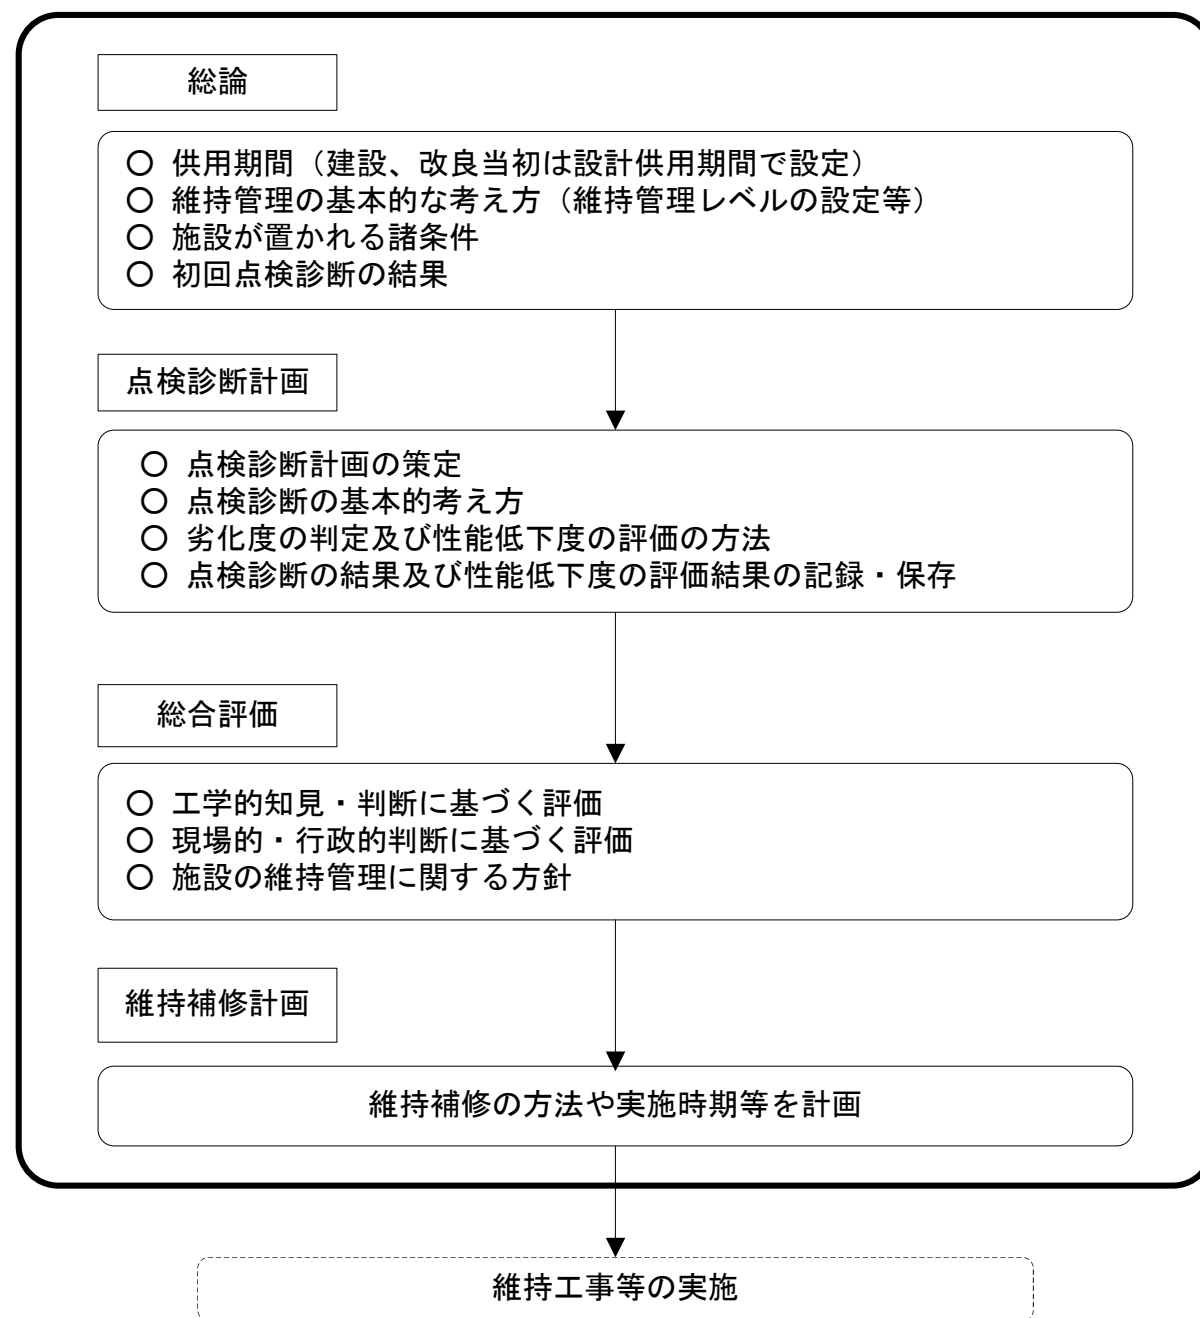 総論
○ 供用期間（建設、改良当初は設計供用期間で設定）
○ 維持管理の基本的な考え方（維持管理レベルの設定等）
○ 施設が置かれる諸条件
○ 初回点検診断の結果
点検診断計画
○ 点検診断計画の策定
○ 点検診断の基本的考え方
○ 劣化度の判定及び性能低下度の評価の方法
○ 点検診断の結果及び性能低下度の評価結果の記録・保存
総合評価
○ 工学的知見・判断に基づく評価
○ 現場的・行政的判断に基づく評価
○ 施設の維持管理に関する方針
維持補修計画
維持補修の方法や実施時期等を計画
維持工事等の実施